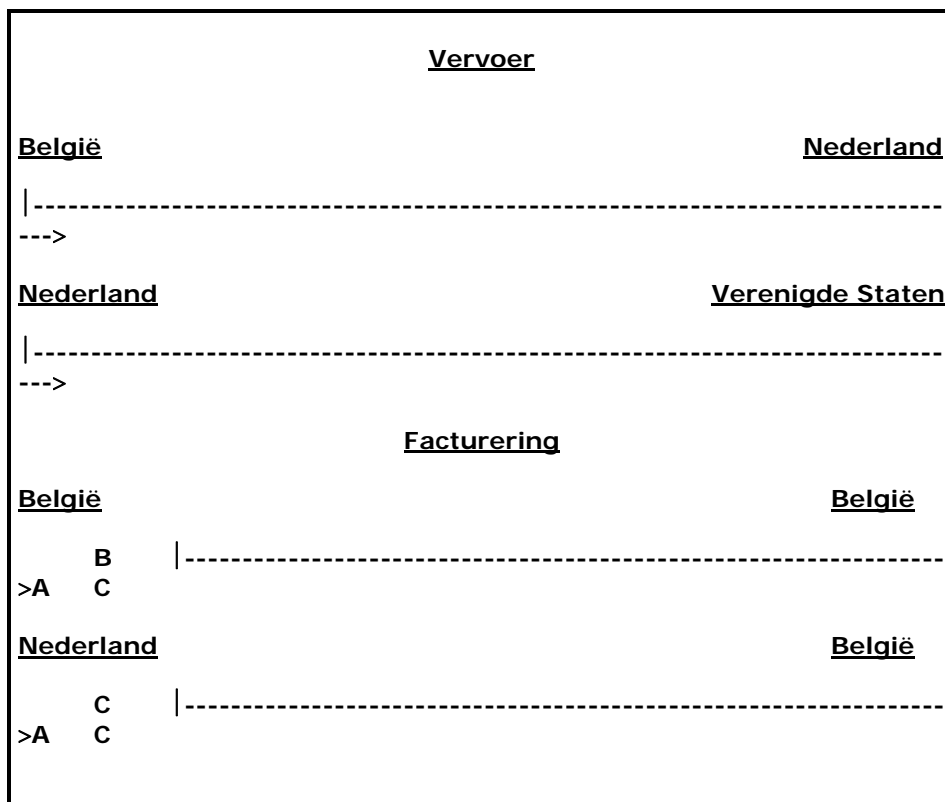 Vervoer
België Nederland
|-------------------------------------------------------------------------------
--->
Nederland Verenigde Staten
|-------------------------------------------------------------------------------
--->
Facturering
België België
B |------------------------------------------------------------------
>A C
Nederland België
C |------------------------------------------------------------------
>A C